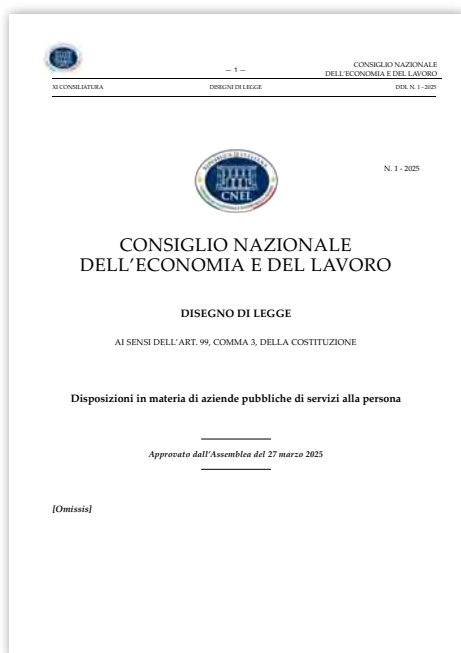 — 1 —
CONSIGLIO NAZIONALE
DELL'ECONOMIA E DEL LAVORO
XI CONSILIATURA DISEGNI DI LEGGE DDL N. 1 - 2025
N. 1 - 2025
CNEL
CONSIGLIO NAZIONALE
DELL'ECONOMIA E DEL LAVORO
DISEGNO DI LEGGE
AI SENSI DELL'ART. 99, COMMA 3, DELLA COSTITUZIONE
Disposizioni in materia di aziende pubbliche di servizi alla persona
Approvato dall'Assemblea del 27 marzo 2025
[Omissis]